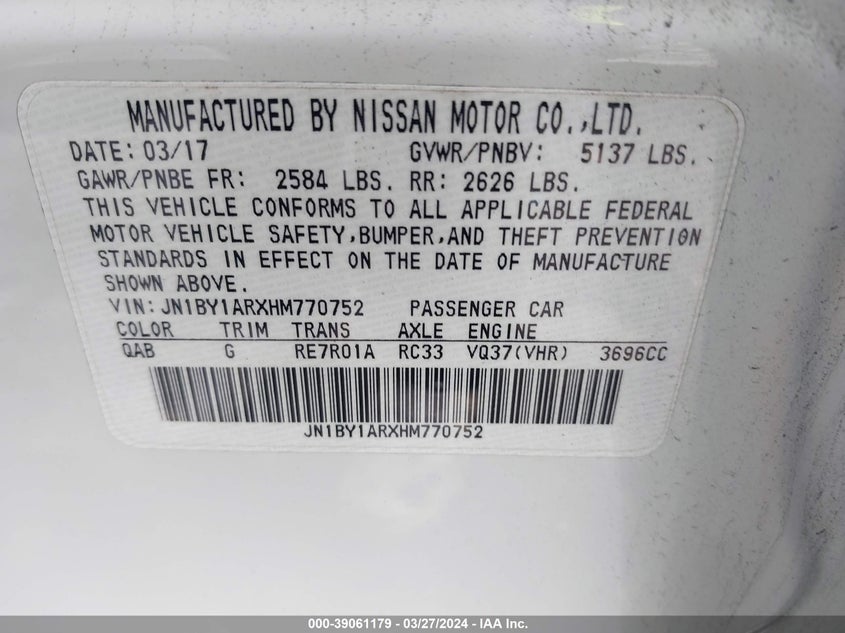 MANUFACTURED BY NISSAN MOTOR CO.,LTD.
DATE: 03/17 GVWR/PNBV: 5137 LBS.
GAWR/PNBE FR: 2584 LBS. RR: 2626 LBS.
THIS VEHICLE CONFORMS TO ALL APPLICABLE FEDERAL
MOTOR VEHICLE SAFETY,BUMPER,AND THEFT PREVENTION
STANDARDS IN EFFECT ON THE DATE OF MANUFACTURE
SHOWN ABOVE.
VIN:JN1BY1ARXHM770752 PASSENGER CAR
COLOR TRIM TRANS AXLE ENGINE
QAB G RE7R01A RC33 VQ37(VHR) 3696CC
JN1BY1ARXHM770752
000-39061179 — 03/27/2024 — IAA Inc.